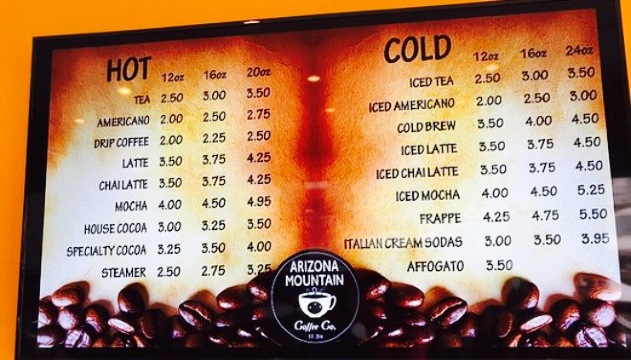 HOT 12oz 16oz 20oz
TEA 2.50 3.00 3.50
AMERICANO 2.00 2.50 2.75
DRIP COFFEE 2.00 2.25 2.50
LATTE 3.50 3.75 4.25
CHAI LATTE 3.50 3.75 4.25
MOCHA 4.00 4.50 4.95
HOUSE COCOA 3.00 3.25 3.50
SPECIALTY COCOA 3.25 3.50 4.00
STEAMER 2.50 2.75 3.25
COLD 12oz 16oz 24oz
ICED TEA 2.50 3.00 3.50
ICED AMERICANO 2.00 2.50 3.00
COLD BREW 3.50 4.00 4.50
ICED LATTE 3.50 3.75 4.50
ICED CHAI LATTE 3.50 3.75 4.50
ICED MOCHA 4.00 4.50 5.25
FRAPPE 4.25 4.75 5.50
ITALIAN CREAM SODAS 3.00 3.50 3.95
AFFOGATO 3.50
ARIZONA
MOUNTAIN
Coffee Co.